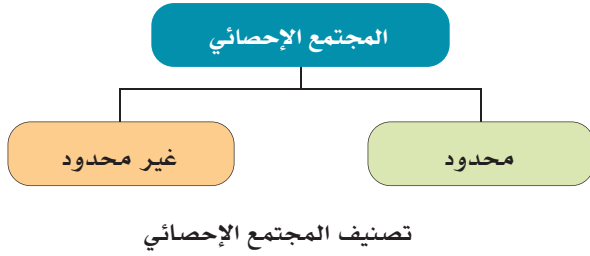 المجتمع الإحصائي
محدود
غير محدود
تصنيف المجتمع الإحصائي